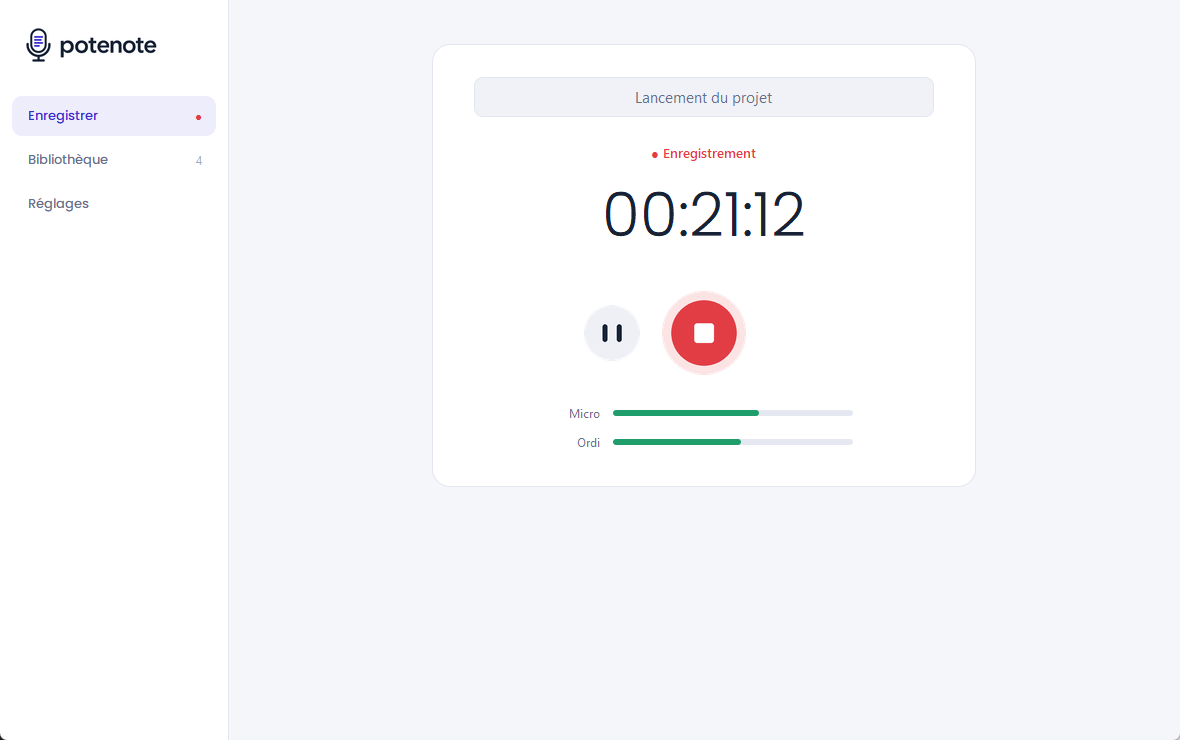 potenote
Enregistrer
Bibliothèque 4
Réglages
Lancement du projet
Enregistrement
00:21:12
Micro
Ordi